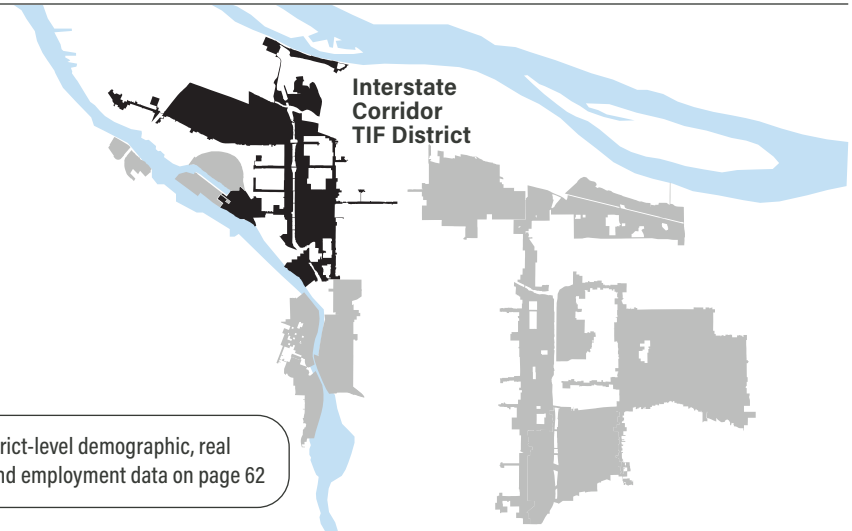 Interstate
Corridor
TIF District
rict-level demographic, real
nd employment data on page 62